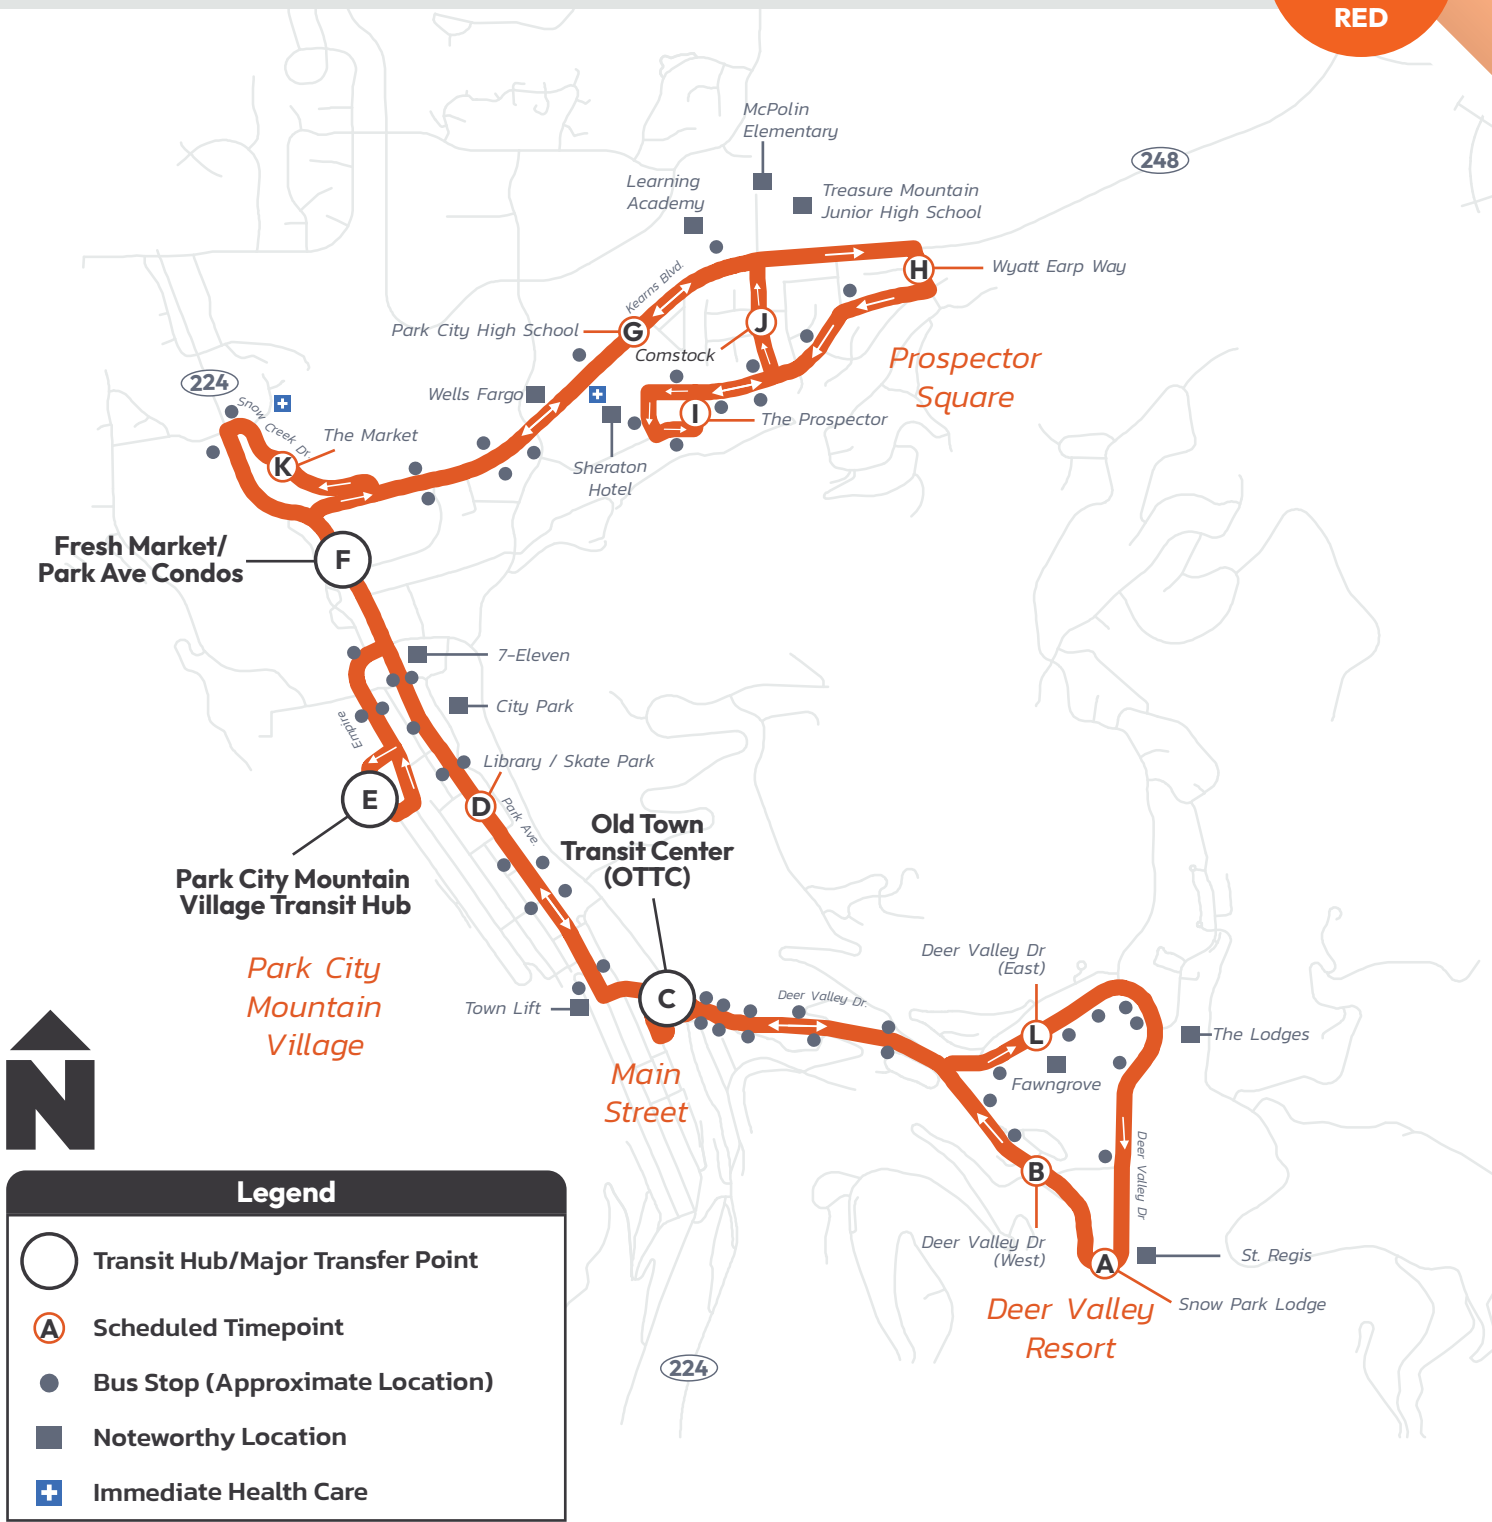 RED
McPolin
Elementary
248
Learning
Academy
Treasure Mountain
Junior High School
H
Wyatt Earp Way
Kearns Blvd.
Park City High School
G
J
Comstock
Prospector
Square
224
Wells Fargo
Snow Creek Dr.
The Market
I
The Prospector
K
Sheraton
Hotel
Fresh Market/
Park Ave Condos
F
7-Eleven
City Park
Empire
Library / Skate Park
E
D
Park Ave.
Old Town
Transit Center
(OTTC)
Park City Mountain
Village Transit Hub
Park City
Mountain
Village
Deer Valley Dr
(East)
C
Deer Valley Dr.
Town Lift
L
The Lodges
N
Main
Street
Fawngrove
B
Deer Valley Dr
Deer Valley Dr
(West)
A
St. Regis
Snow Park Lodge
Deer Valley
Resort
224
Legend
Transit Hub/Major Transfer Point
A
Scheduled Timepoint
Bus Stop (Approximate Location)
Noteworthy Location
Immediate Health Care